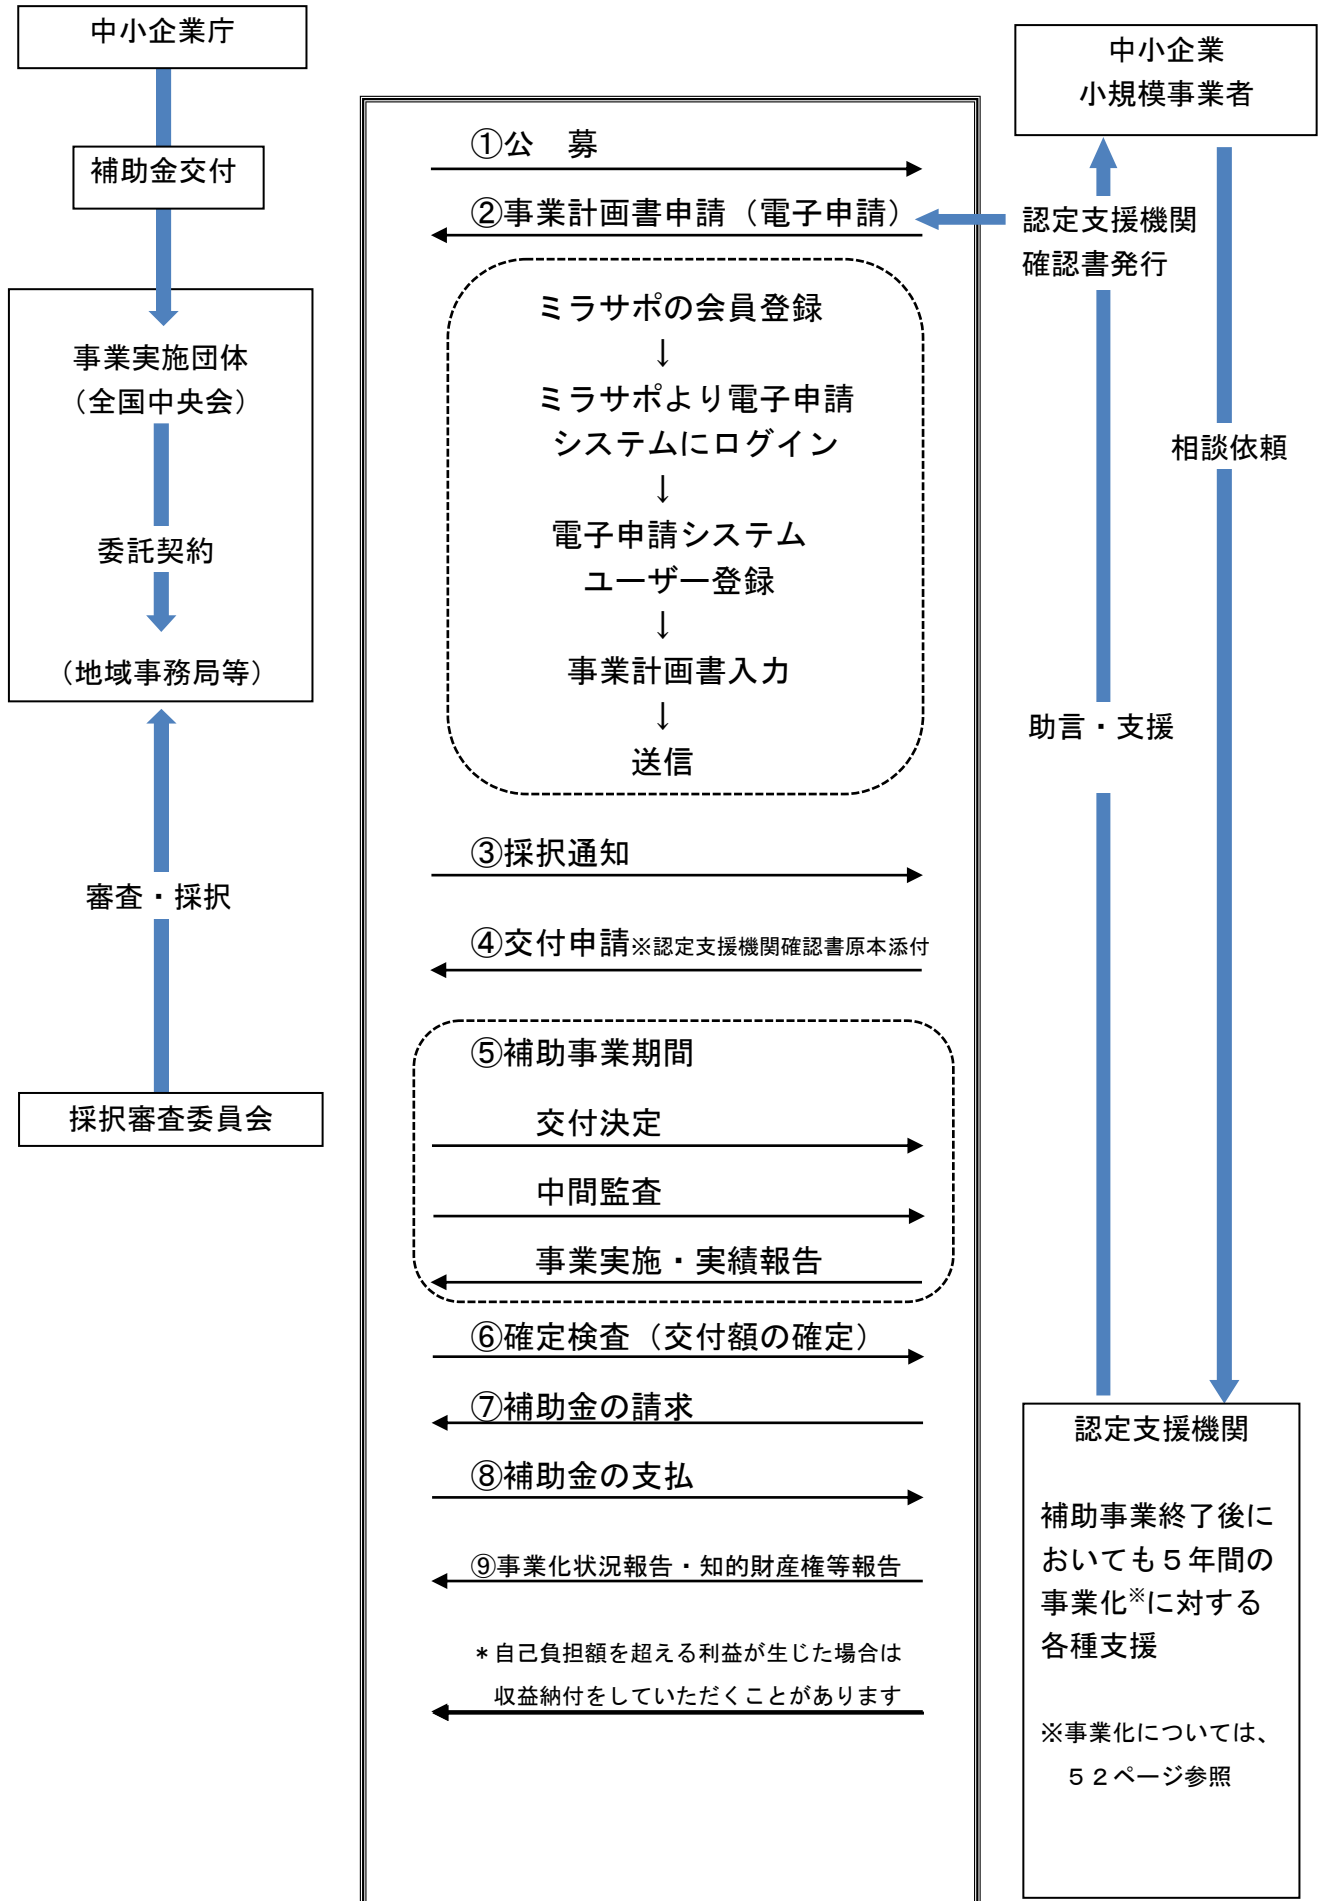 中小企業庁
補助金交付
事業実施団体
（全国中央会）
委託契約
（地域事務局等）
審査・採択
採択審査委員会
①公　募
②事業計画書申請（電子申請）
ミラサポの会員登録
↓
ミラサポより電子申請
システムにログイン
↓
電子申請システム
ユーザー登録
↓
事業計画書入力
↓
送信
③採択通知
④交付申請※認定支援機関確認書原本添付
⑤補助事業期間
交付決定
中間監査
事業実施・実績報告
⑥確定検査（交付額の確定）
⑦補助金の請求
⑧補助金の支払
⑨事業化状況報告・知的財産権等報告
＊自己負担額を超える利益が生じた場合は
収益納付をしていただくことがあります
中小企業
小規模事業者
認定支援機関
確認書発行
相談依頼
助言・支援
認定支援機関
補助事業終了後に
おいても５年間の
事業化※に対する
各種支援
※事業化については、
５２ページ参照